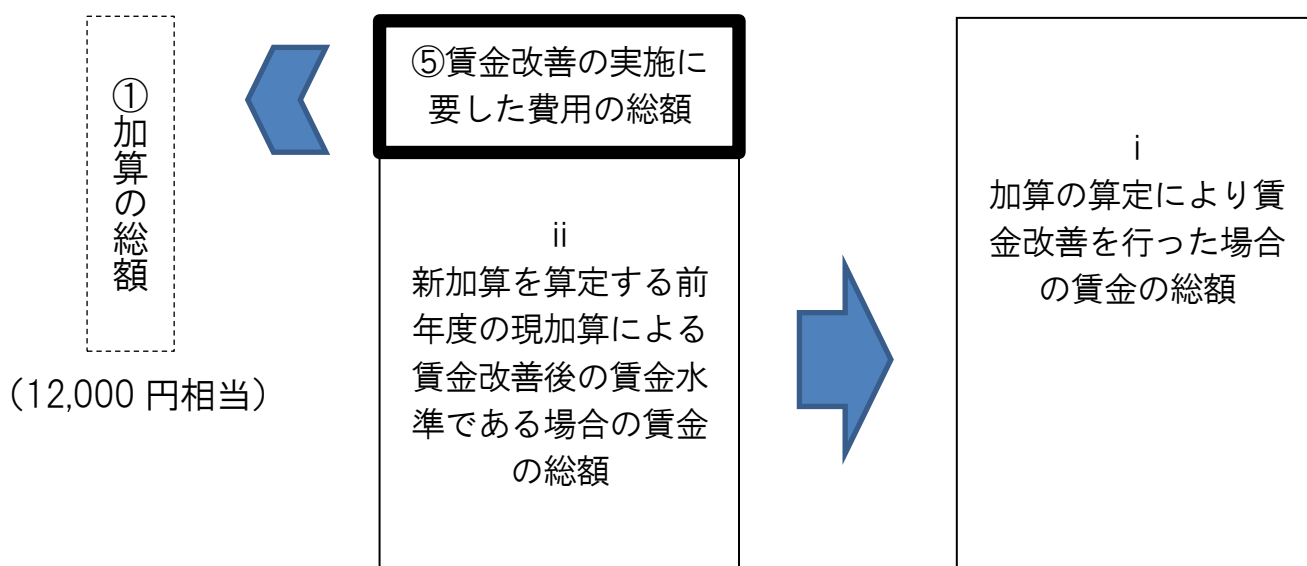 ①加算の総額
(12,000 円相当)
⑤賃金改善の実施に
要した費用の総額
ⅱ
新加算を算定する前
年度の現加算による
賃金改善後の賃金水
準である場合の賃金
の総額
ⅰ
加算の算定により賃
金改善を行った場合
の賃金の総額